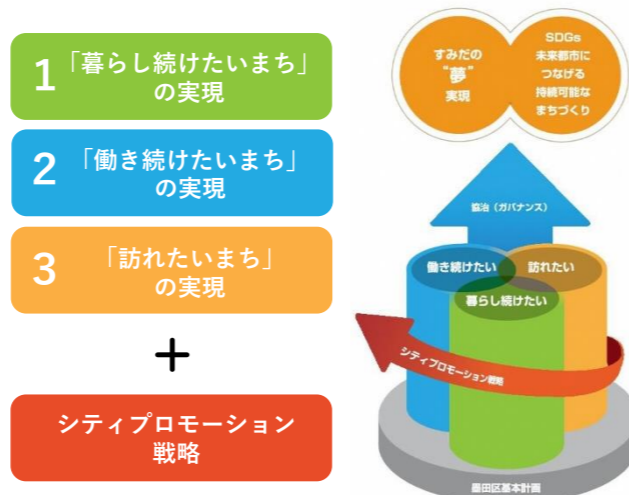 1 「暮らし続けたいまち」
の実現
2 「働き続けたいまち」
の実現
3 「訪れたいまち」
の実現
+
シティプロモーション
戦略
すみだの
“夢”
実現
SDGs
未来都市に
つなげる
持続可能な
まちづくり
協治(ガバナンス)
働き続けたい
訪れたい
暮らし続けたい
シティプロモーション戦略
墨田区基本計画